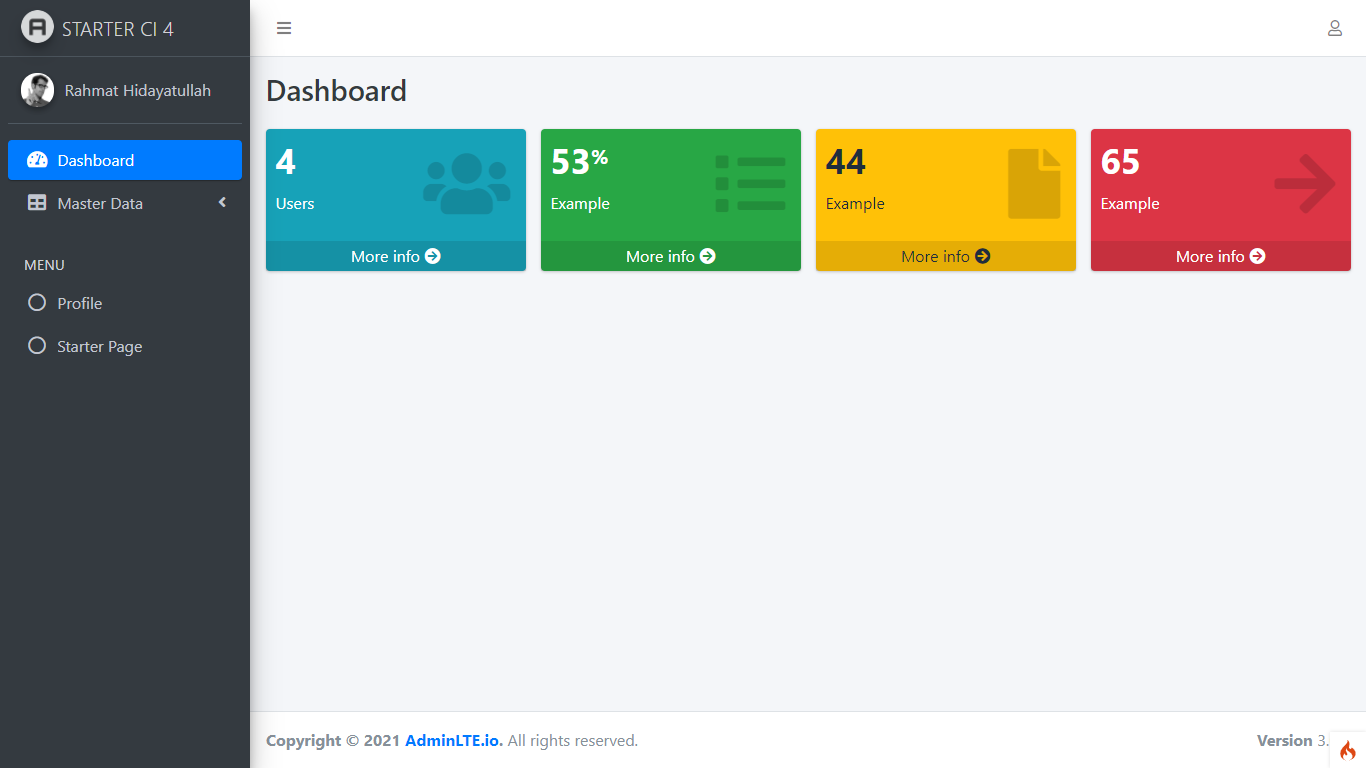 STARTER CI 4
Rahmat Hidayatullah
Dashboard
Master Data
MENU
Profile
Starter Page
Dashboard
4
Users
More info
53%
Example
More info
44
Example
More info
65
Example
More info
Copyright © 2021 AdminLTE.io. All rights reserved.
Version 3.